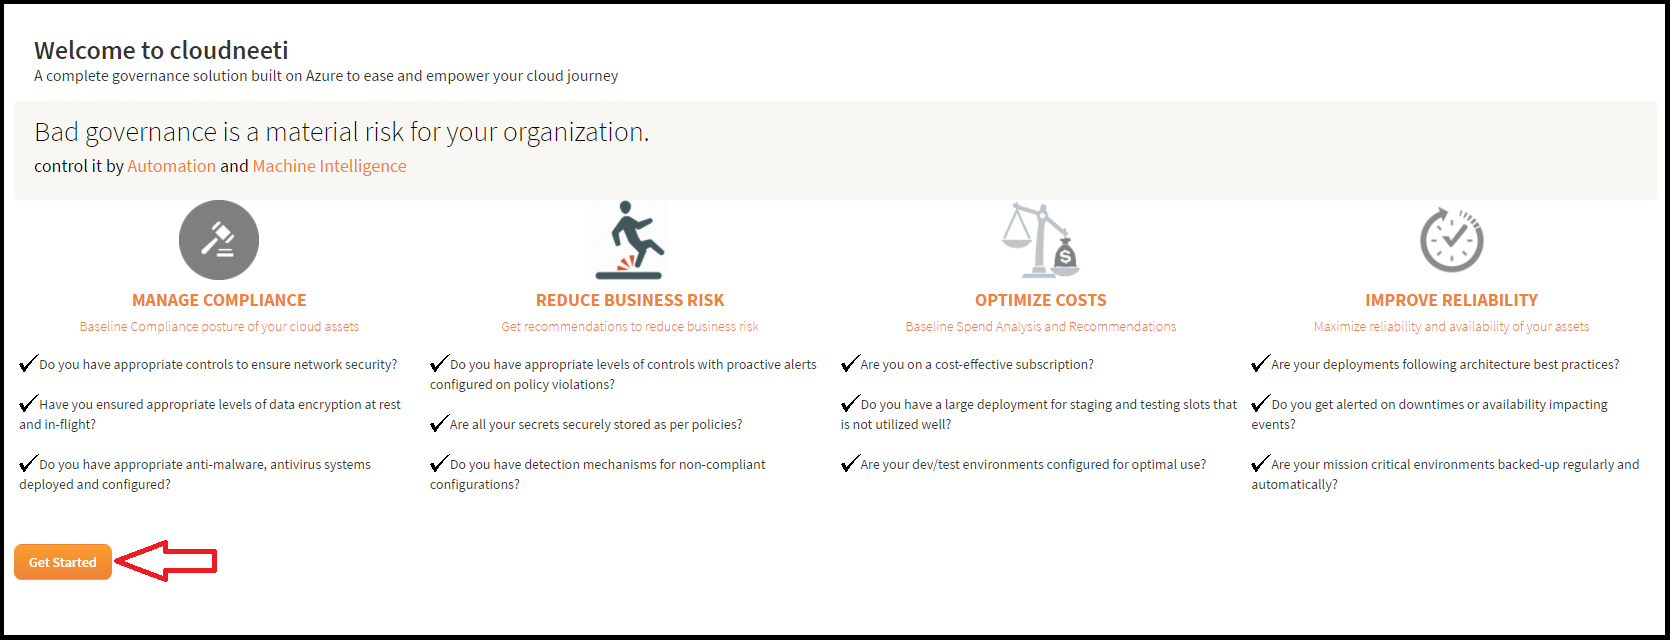 Welcome to cloudneeti
A complete governance solution built on Azure to ease and empower your cloud journey
Bad governance is a material risk for your organization.
control it by Automation and Machine Intelligence
$
MANAGE COMPLIANCE
Baseline Compliance posture of your cloud assets
Do you have appropriate controls to ensure network security?
Have you ensured appropriate levels of data encryption at rest
and in-flight?
Do you have appropriate anti-malware, antivirus systems
deployed and configured?
REDUCE BUSINESS RISK
Get recommendations to reduce business risk
Do you have appropriate levels of controls with proactive alerts
configured on policy violations?
Are all your secrets securely stored as per policies?
Do you have detection mechanisms for non-compliant
configurations?
OPTIMIZE COSTS
Baseline Spend Analysis and Recommendations
Are you on a cost-effective subscription?
Do you have a large deployment for staging and testing slots that
is not utilized well?
Are your dev/test environments configured for optimal use?
IMPROVE RELIABILITY
Maximize reliability and availability of your assets
Are your deployments following architecture best practices?
Do you get alerted on downtimes or availability impacting
events?
Are your mission critical environments backed-up regularly and
automatically?
Get Started